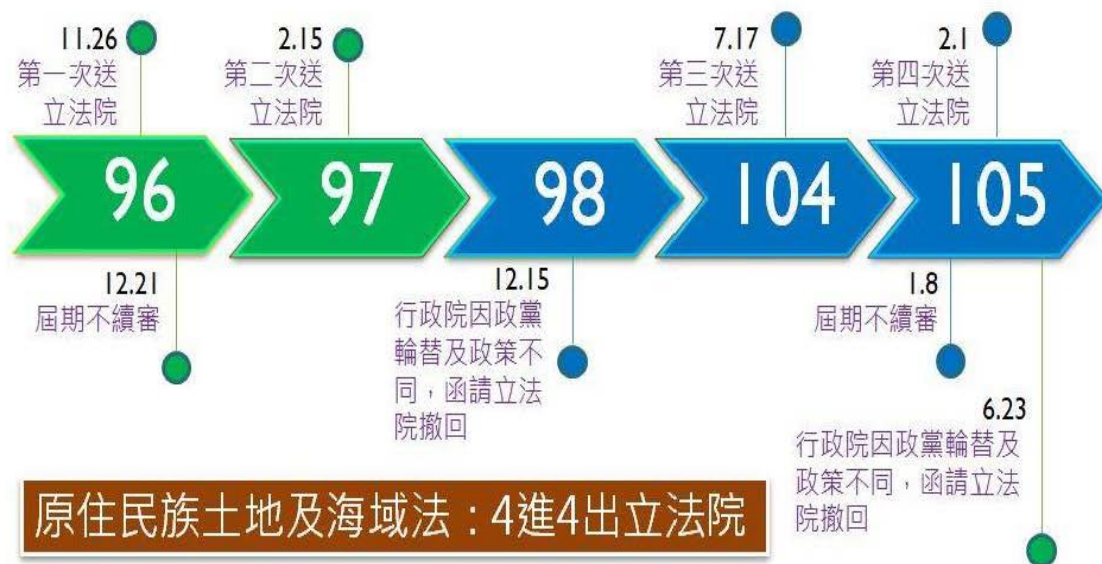 11.26
第一次送
立法院
2.15
第二次送
立法院
7.17
第三次送
立法院
2.1
第四次送
立法院
96
97
98
104
105
12.21
屆期不續審
12.15
行政院因政黨
輪替及政策不
同，函請立法
院撤回
1.8
屆期不續審
6.23
行政院因政黨輪替及
政策不同，函請立法
院撤回
原住民族土地及海域法：4進4出立法院